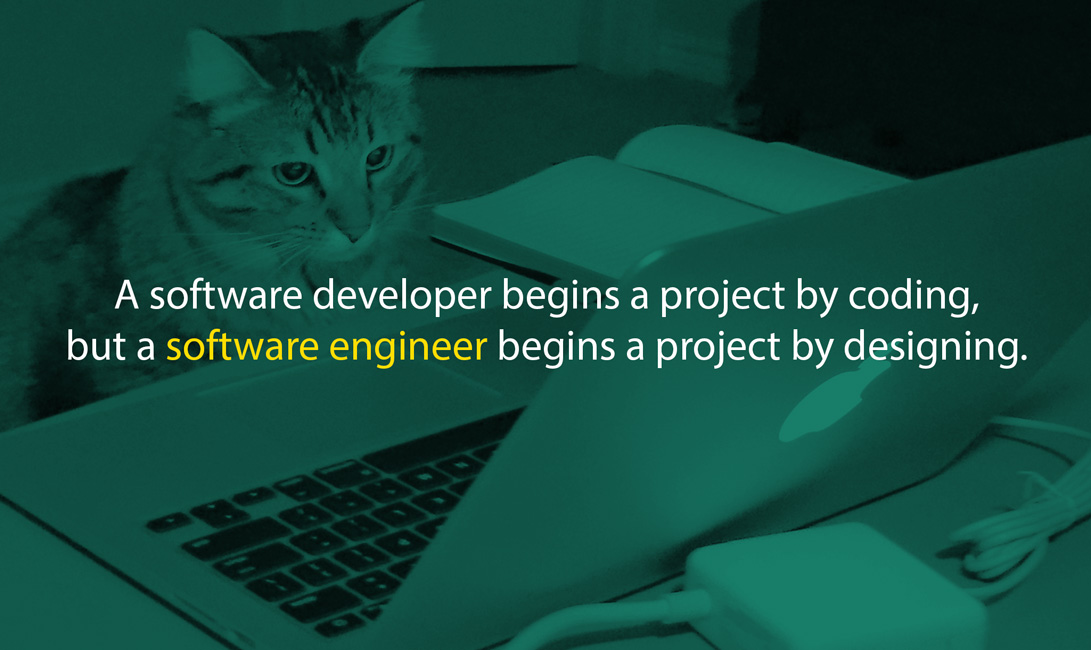 A software developer begins a project by coding,
but a software engineer begins a project by designing.